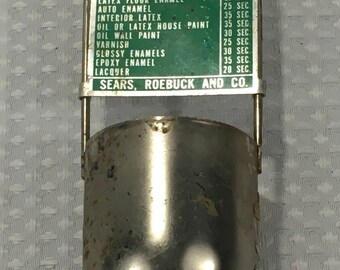 LATEX FLOOR ENAMEL 25 SEC
AUTO ENAMEL 25 SEC.
INTERIOR LATEX 35 SEC.
OIL OR LATEX HOUSE PAINT 35 SEC.
OIL WALL PAINT 30 SEC.
VARNISH 25 SEC.
GLOSSY ENAMELS 30 SEC.
EPOXY ENAMEL 35 SEC.
LACQUER 20 SEC.
SEARS, ROEBUCK AND CO.